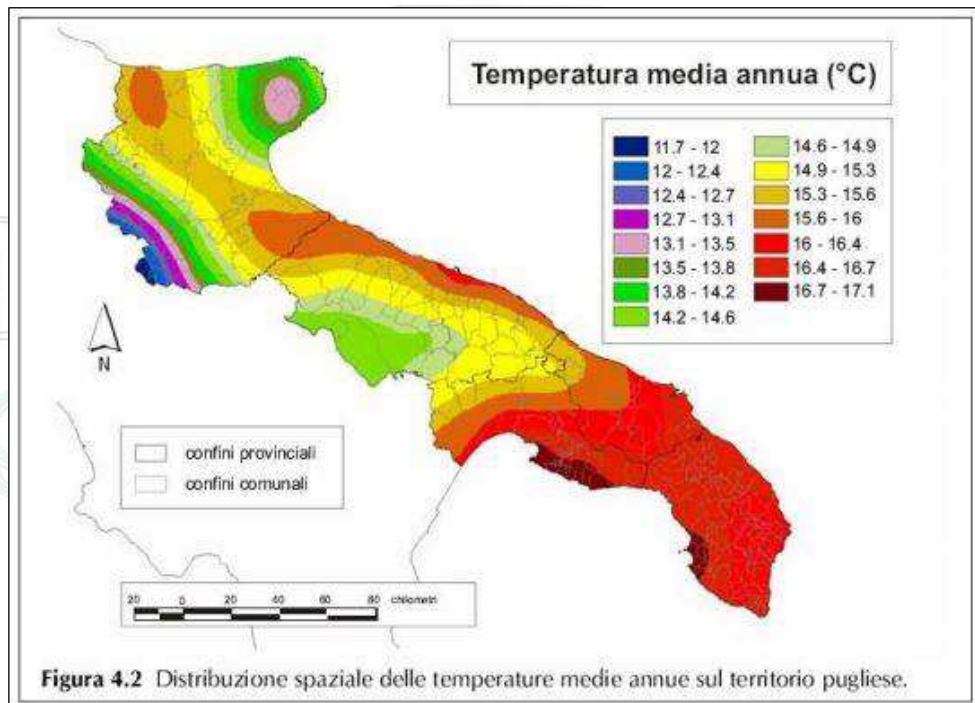 Temperatura media annua (°C)
11.7 - 12
12 - 12.4
12.4 - 12.7
12.7 - 13.1
13.1 - 13.5
13.5 - 13.8
13.8 - 14.2
14.2 - 14.6
14.6 - 14.9
14.9 - 15.3
15.3 - 15.6
15.6 - 16
16 - 16.4
16.4 - 16.7
16.7 - 17.1
N
confini provinciali
confini comunali
20 0 20 40 60 80 chilometri
Figura 4.2 Distribuzione spaziale delle temperature medie annue sul territorio pugliese.